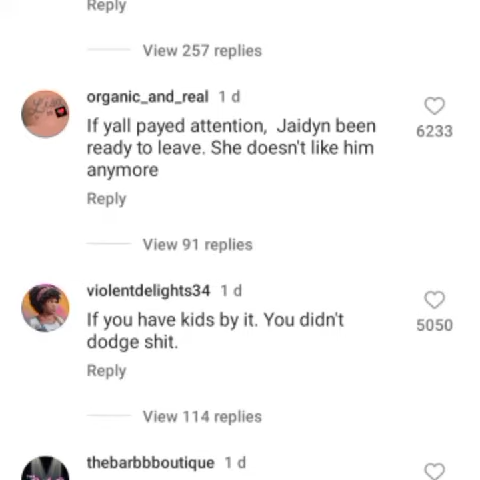 Reply
View 257 replies
organic_and_real 1 d
If yall payed attention, Jaidyn been
ready to leave. She doesn't like him
anymore
6233
Reply
View 91 replies
violentdelights34 1 d
If you have kids by it. You didn't
dodge shit.
5050
Reply
View 114 replies
thebarbbboutique 1 d